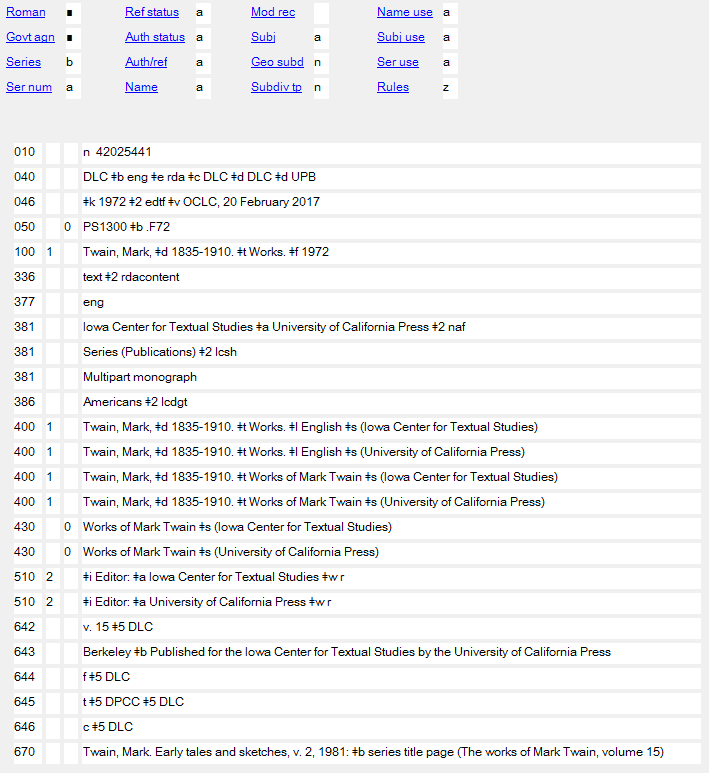 Roman ∎ Ref status a Mod rec Name use a
Govt agn ∎ Auth status a Subj a Subj use a
Series b Auth/ref a Geo subd n Ser use a
Ser num a Name a Subdiv tp n Rules z
010 n 42025441
040 DLC ǂb eng ǂe rda ǂc DLC ǂd DLC ǂd UPB
046 ǂk 1972 ǂ2 edtf ǂv OCLC, 20 February 2017
050 0 PS1300 ǂb .F72
100 1 Twain, Mark, ǂd 1835-1910. ǂt Works. ǂf 1972
336 text ǂ2 rdacontent
377 eng
381 Iowa Center for Textual Studies ǂa University of California Press ǂ2 naf
381 Series (Publications) ǂ2 lcsh
381 Multipart monograph
386 Americans ǂ2 lcdgt
400 1 Twain, Mark, ǂd 1835-1910. ǂt Works. ǂl English ǂs (Iowa Center for Textual Studies)
400 1 Twain, Mark, ǂd 1835-1910. ǂt Works. ǂl English ǂs (University of California Press)
400 1 Twain, Mark, ǂd 1835-1910. ǂt Works of Mark Twain ǂs (Iowa Center for Textual Studies)
400 1 Twain, Mark, ǂd 1835-1910. ǂt Works of Mark Twain ǂs (University of California Press)
430 0 Works of Mark Twain ǂs (Iowa Center for Textual Studies)
430 0 Works of Mark Twain ǂs (University of California Press)
510 2 ǂi Editor: ǂa Iowa Center for Textual Studies ǂw r
510 2 ǂi Editor: ǂa University of California Press ǂw r
642 v. 15 ǂ5 DLC
643 Berkeley ǂb Published for the Iowa Center for Textual Studies by the University of California Press
644 f ǂ5 DLC
645 t ǂ5 DPCC ǂ5 DLC
646 c ǂ5 DLC
670 Twain, Mark. Early tales and sketches, v. 2, 1981: ǂb series title page (The works of Mark Twain, volume 15)